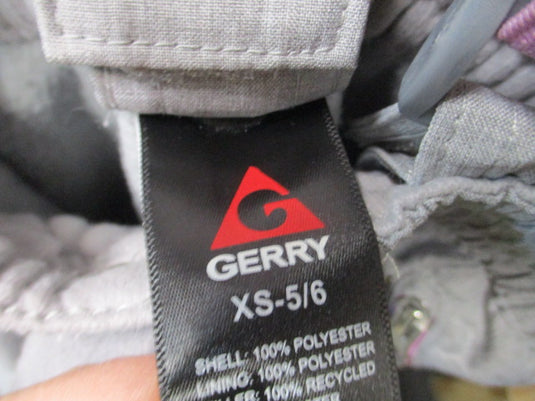 GERRY
XS-5/6
SHELL: 100% POLYESTER
LINING: 100% POLYESTER
100% RECYCLED